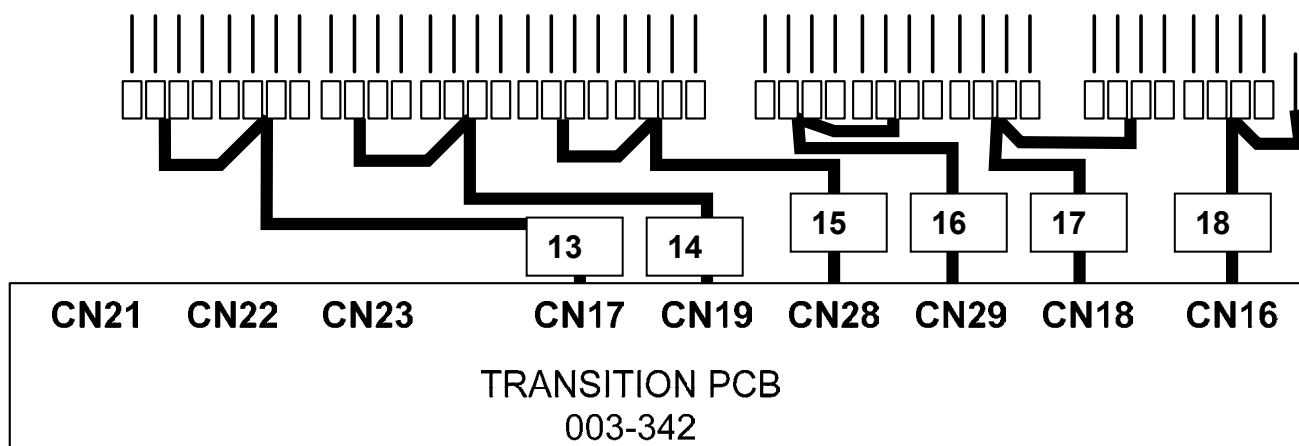 15 16 17 18
13 14
CN21 CN22 CN23 CN17 CN19 CN28 CN29 CN18 CN16
TRANSITION PCB
003-342